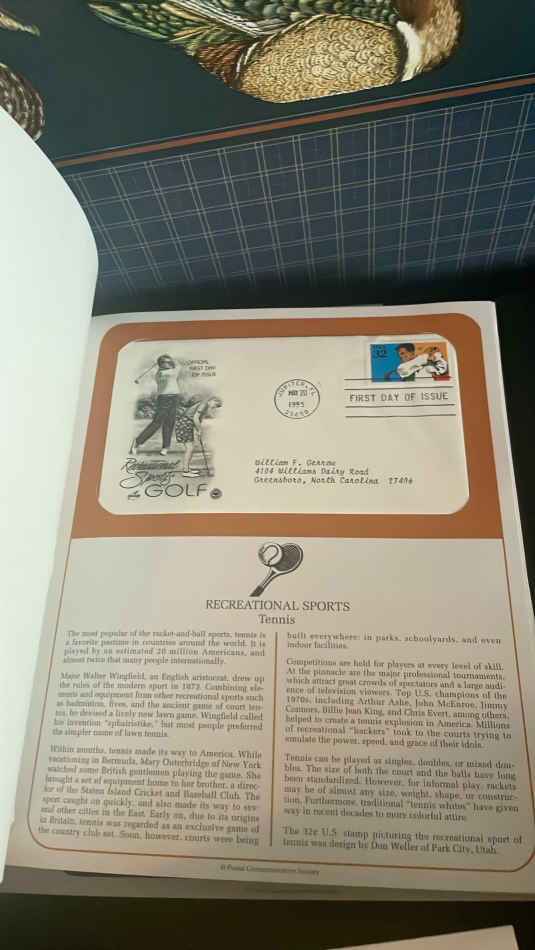 OFFICIAL
FIRST DAY
OF ISSUE
JUPITER, FL
MAY 20
1995
32
FIRST DAY OF ISSUE
Recreational
Sports
GOLF
4104 Williams Dairy Road
Greensboro, North Carolina 27406
RECREATIONAL SPORTS
Tennis
The most popular of the racket-and-ball sports, tennis is
a favorite pastime in countries around the world. It is
played by an estimated 20 million Americans, and
almost twice that many people internationally.
Major Walter Wingfield, an English aristocrat, drew up
the rules of the modern sport in 1873. Combining ele-
ments and equipment from other recreational sports such
as badminton, fives, and the ancient game of court ten-
nis, he devised a lively new lawn game. Wingfield called
his invention "sphairistike," but most people preferred
the simpler name of lawn tennis.
Within months, tennis made its way to America. While
vacationing in Bermuda, Mary Outerbridge of New York
watched some British gentlemen playing the game. She
brought a set of equipment home to her brother, a direc-
tor of the Staten Island Cricket and Baseball Club. The
sport caught on quickly, and also made its way to sev-
eral other cities in the East. Early on, due to its origins
in Britain, tennis was regarded as an exclusive game of
the country club set. Soon, however, courts were being
built everywhere: in parks, schoolyards, and even
indoor facilities.
Competitions are held for players at every level of skill.
At the pinnacle are the major professional tournaments,
which attract great crowds of spectators and a large audi-
ence of television viewers. Top U.S. champions of the
1970s, including Arthur Ashe, John McEnroe, Jimmy
Connors, Billie Jean King, and Chris Evert, among others,
helped to create a tennis explosion in America. Millions
of recreational "hackers" took to the courts trying to
emulate the power, speed, and grace of their idols.
Tennis can be played as singles, doubles, or mixed dou-
bles. The size of both the court and the balls have long
been standardized. However, for informal play, rackets
may be of almost any size, weight, shape, or construc-
tion. Furthermore, traditional "tennis whites" have given
way in recent decades to more colorful attire.
The 32¢ U.S. stamp picturing the recreational sport of
tennis was design by Don Weller of Park City, Utah.
© Postal Commemorative Society